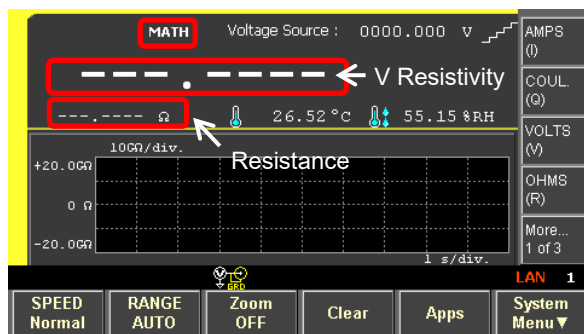 MATH Voltage Source : 0000.000 V
---.---- V Resistivity
---.---- Ω 26.52°C 55.15%RH
Resistance
10GΩ/div.
+20.0GΩ
0 Ω
-20.0GΩ
1 s/div.
AMPS
(I)
COUL.
(Q)
VOLTS
(V)
OHMS
(R)
More...
1 of 3
GRD
LAN 1
SPEED
Normal
RANGE
AUTO
Zoom
OFF
Clear
Apps
System
Menu▼